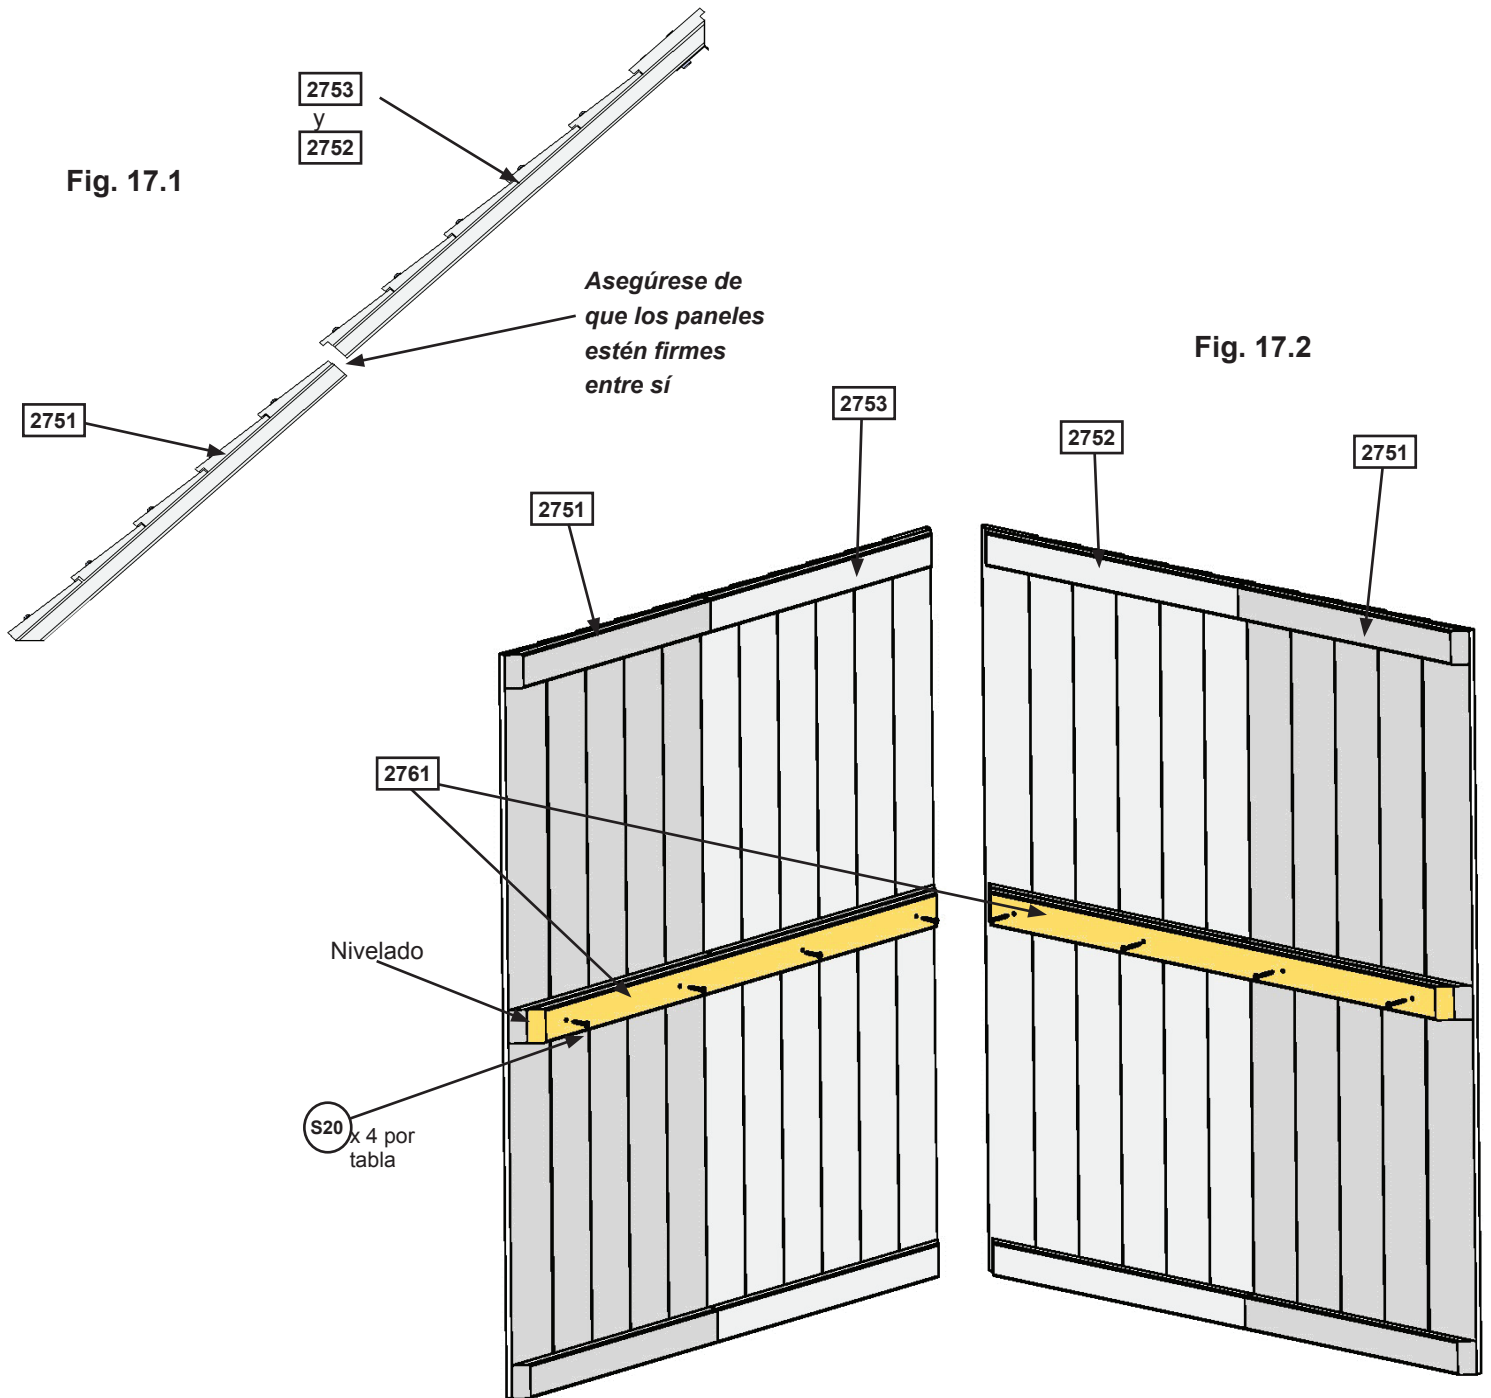 2753
y
2752
Fig. 17.1
Asegúrese de
que los paneles
estén firmes
entre sí
Fig. 17.2
2751
2753
2752
2751
2751
2761
Nivelado
S20
x 4 por
tabla